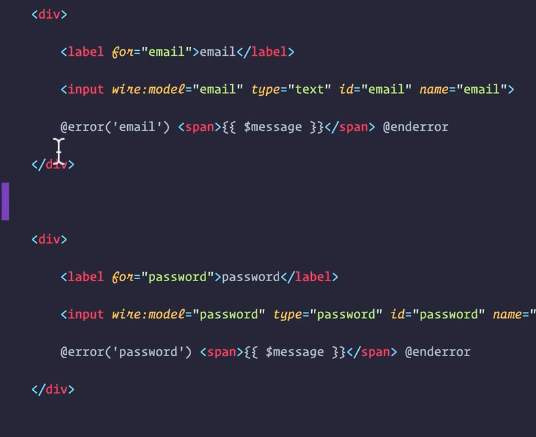 <div>
<label for="email">email</label>
<input wire:model="email" type="text" id="email" name="email">
@error('email') <span>{{ $message }}</span> @enderror
</div>
<div>
<label for="password">password</label>
<input wire:model="password" type="password" id="password" name="
@error('password') <span>{{ $message }}</span> @enderror
</div>